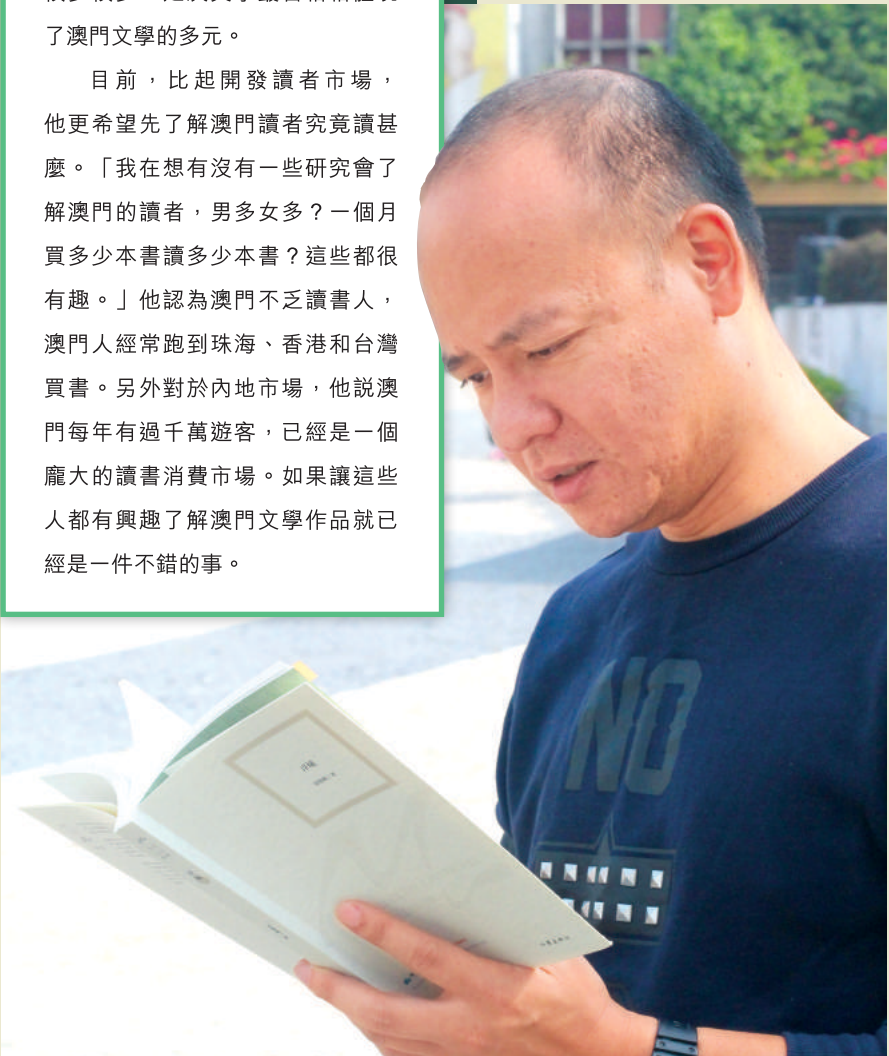 了澳門文學的多元。
目前，比起開發讀者市場，
他更希望先了解澳門讀者究竟讀甚
麼。「我在想有沒有一些研究會了
解澳門的讀者，男多女多？一個月
買多少本書讀多少本書？這些都很
有趣。」他認為澳門不乏讀書人，
澳門人經常跑到珠海、香港和台灣
買書。另外對於內地市場，他說澳
門每年有過千萬遊客，已經是一個
龐大的讀書消費市場。如果讓這些
人都有興趣了解澳門文學作品就已
經是一件不錯的事。
NO